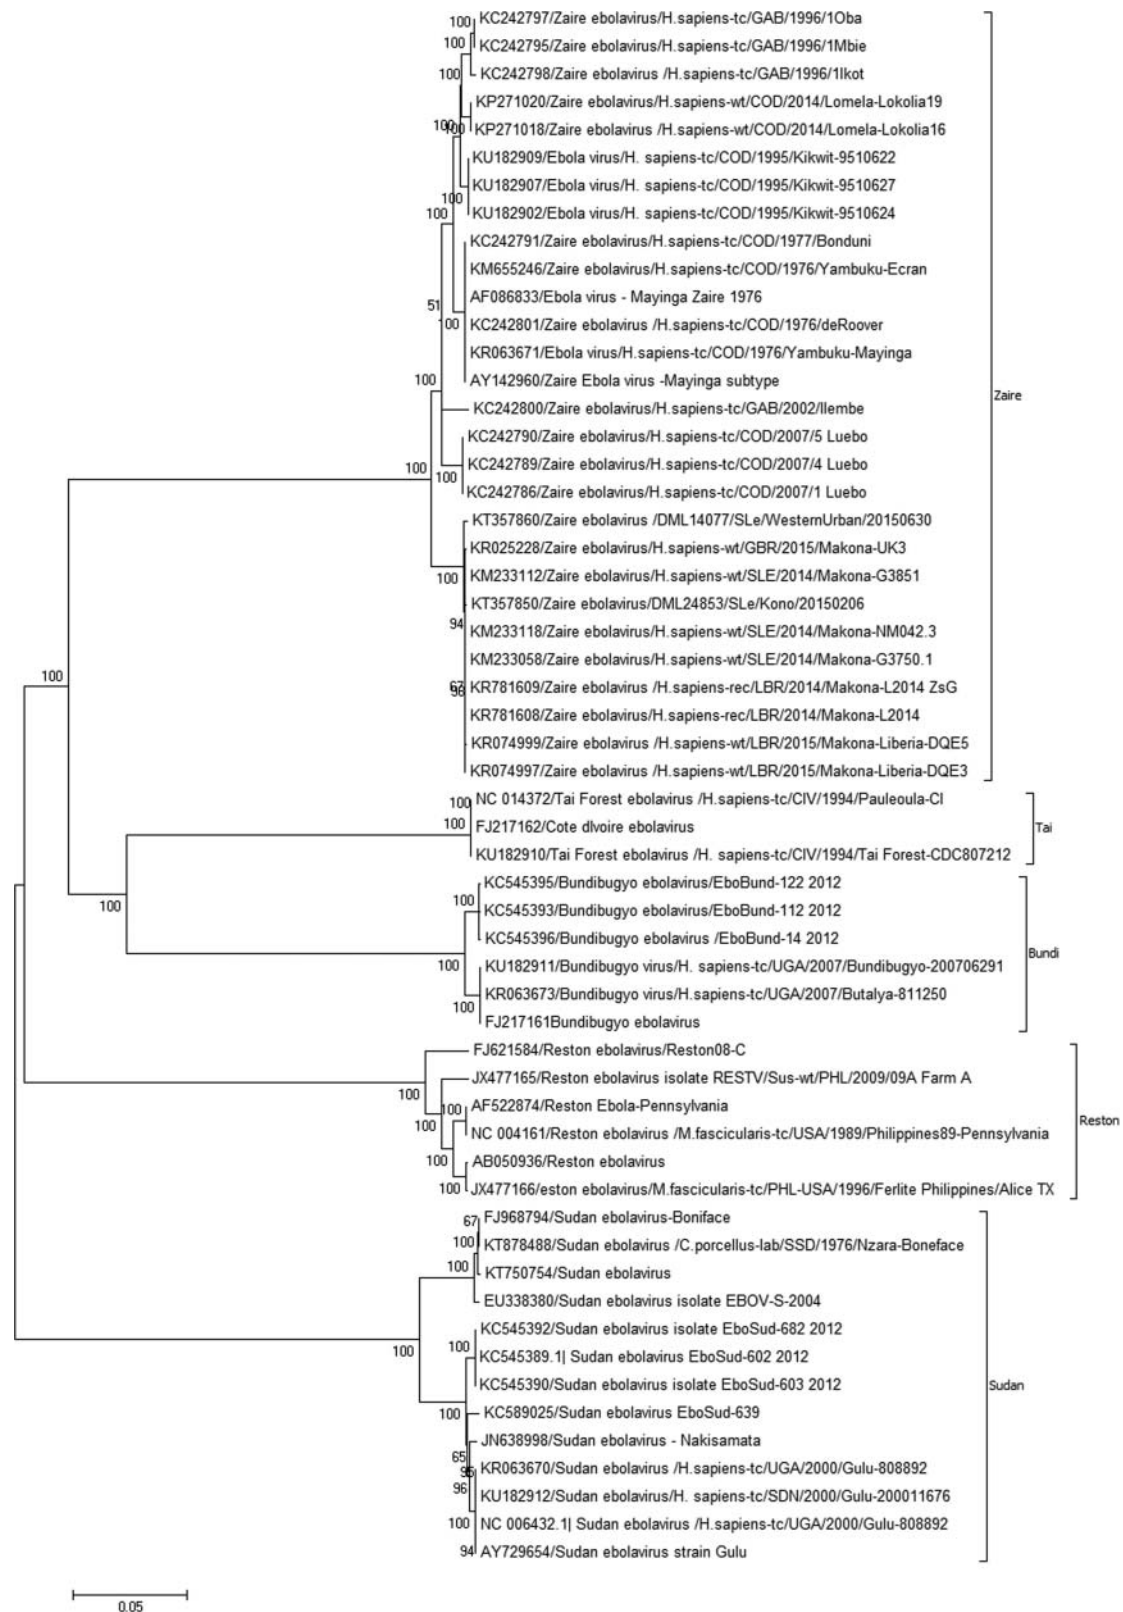 100 KC242797/Zaire ebolavirus/H.sapiens-tc/GAB/1996/1Oba
100 KC242795/Zaire ebolavirus/H.sapiens-tc/GAB/1996/1Mbie
100 KC242798/Zaire ebolavirus /H.sapiens-tc/GAB/1996/1Ikot
KP271020/Zaire ebolavirus/H.sapiens-wt/COD/2014/Lomela-Lokolia19
100 100 KP271018/Zaire ebolavirus /H.sapiens-wt/COD/2014/Lomela-Lokolia16
KU182909/Ebola virus/H. sapiens-tc/COD/1995/Kikwit-9510622
KU182907/Ebola virus/H. sapiens-tc/COD/1995/Kikwit-9510627
100
100 KU182902/Ebola virus/H. sapiens-tc/COD/1995/Kikwit-9510624
KC242791/Zaire ebolavirus/H.sapiens-tc/COD/1977/Bonduni
KM655246/Zaire ebolavirus/H.sapiens-tc/COD/1976/Yambuku-Ecran
51 AF086833/Ebola virus - Mayinga Zaire 1976
100 KC242801/Zaire ebolavirus /H.sapiens-tc/COD/1976/deRoover
KR063671/Ebola virus/H.sapiens-tc/COD/1976/Yambuku-Mayinga
100 AY142960/Zaire Ebola virus -Mayinga subtype
Zaire
KC242800/Zaire ebolavirus/H.sapiens-tc/GAB/2002/Ilembe
KC242790/Zaire ebolavirus/H.sapiens-tc/COD/2007/5 Luebo
100 KC242789/Zaire ebolavirus/H.sapiens-tc/COD/2007/4 Luebo
100 KC242786/Zaire ebolavirus/H.sapiens-tc/COD/2007/1 Luebo
KT357860/Zaire ebolavirus /DML14077/SLe/WesternUrban/20150630
KR025228/Zaire ebolavirus/H.sapiens-wt/GBR/2015/Makona-UK3
100 KM233112/Zaire ebolavirus/H.sapiens-wt/SLE/2014/Makona-G3851
KT357850/Zaire ebolavirus/DML24853/SLe/Kono/20150206
94 KM233118/Zaire ebolavirus/H.sapiens-wt/SLE/2014/Makona-NM042.3
KM233058/Zaire ebolavirus/H.sapiens-wt/SLE/2014/Makona-G3750.1
100
KR781609/Zaire ebolavirus /H.sapiens-rec/LBR/2014/Makona-L2014 ZsG
KR781608/Zaire ebolavirus/H.sapiens-rec/LBR/2014/Makona-L2014
KR074999/Zaire ebolavirus /H.sapiens-wt/LBR/2015/Makona-Liberia-DQE5
KR074997/Zaire ebolavirus /H.sapiens-wt/LBR/2015/Makona-Liberia-DQE3
100 NC 014372/Tai Forest ebolavirus /H.sapiens-tc/CIV/1994/Pauleoula-CI
100 FJ217162/Cote dIvoire ebolavirus
Tai
KU182910/Tai Forest ebolavirus /H. sapiens-tc/CIV/1994/Tai Forest-CDC807212
100 KC545395/Bundibugyo ebolavirus/EboBund-122 2012
100 KC545393/Bundibugyo ebolavirus/EboBund-112 2012
KC545396/Bundibugyo ebolavirus /EboBund-14 2012
Bundi
100 KU182911/Bundibugyo virus/H. sapiens-tc/UGA/2007/Bundibugyo-200706291
KR063673/Bundibugyo virus/H.sapiens-tc/UGA/2007/Butalya-811250
100 FJ217161Bundibugyo ebolavirus
FJ621584/Reston ebolavirus/Reston08-C
JX477165/Reston ebolavirus isolate RESTV/Sus-wt/PHL/2009/09A Farm A
100
100 AF522874/Reston Ebola-Pennsylvania
Reston
100 NC 004161/Reston ebolavirus /M.fascicularis-tc/USA/1989/Philippines89-Pennsylvania
100 AB050936/Reston ebolavirus
100 JX477166/eston ebolavirus/M.fascicularis-tc/PHL-USA/1996/Ferlite Philippines/Alice TX
67 FJ968794/Sudan ebolavirus-Boniface
100 KT878488/Sudan ebolavirus /C.porcellus-lab/SSD/1976/Nzara-Boneface
100 KT750754/Sudan ebolavirus
EU338380/Sudan ebolavirus isolate EBOV-S-2004
KC545392/Sudan ebolavirus isolate EboSud-682 2012
100 100 KC545389.1| Sudan ebolavirus EboSud-602 2012
KC545390/Sudan ebolavirus isolate EboSud-603 2012
Sudan
100 KC589025/Sudan ebolavirus EboSud-639
JN638998/Sudan ebolavirus - Nakisamata
65
KR063670/Sudan ebolavirus /H.sapiens-tc/UGA/2000/Gulu-808892
96 KU182912/Sudan ebolavirus/H. sapiens-tc/SDN/2000/Gulu-200011676
100 NC 006432.1| Sudan ebolavirus /H.sapiens-tc/UGA/2000/Gulu-808892
94 AY729654/Sudan ebolavirus strain Gulu
0.05